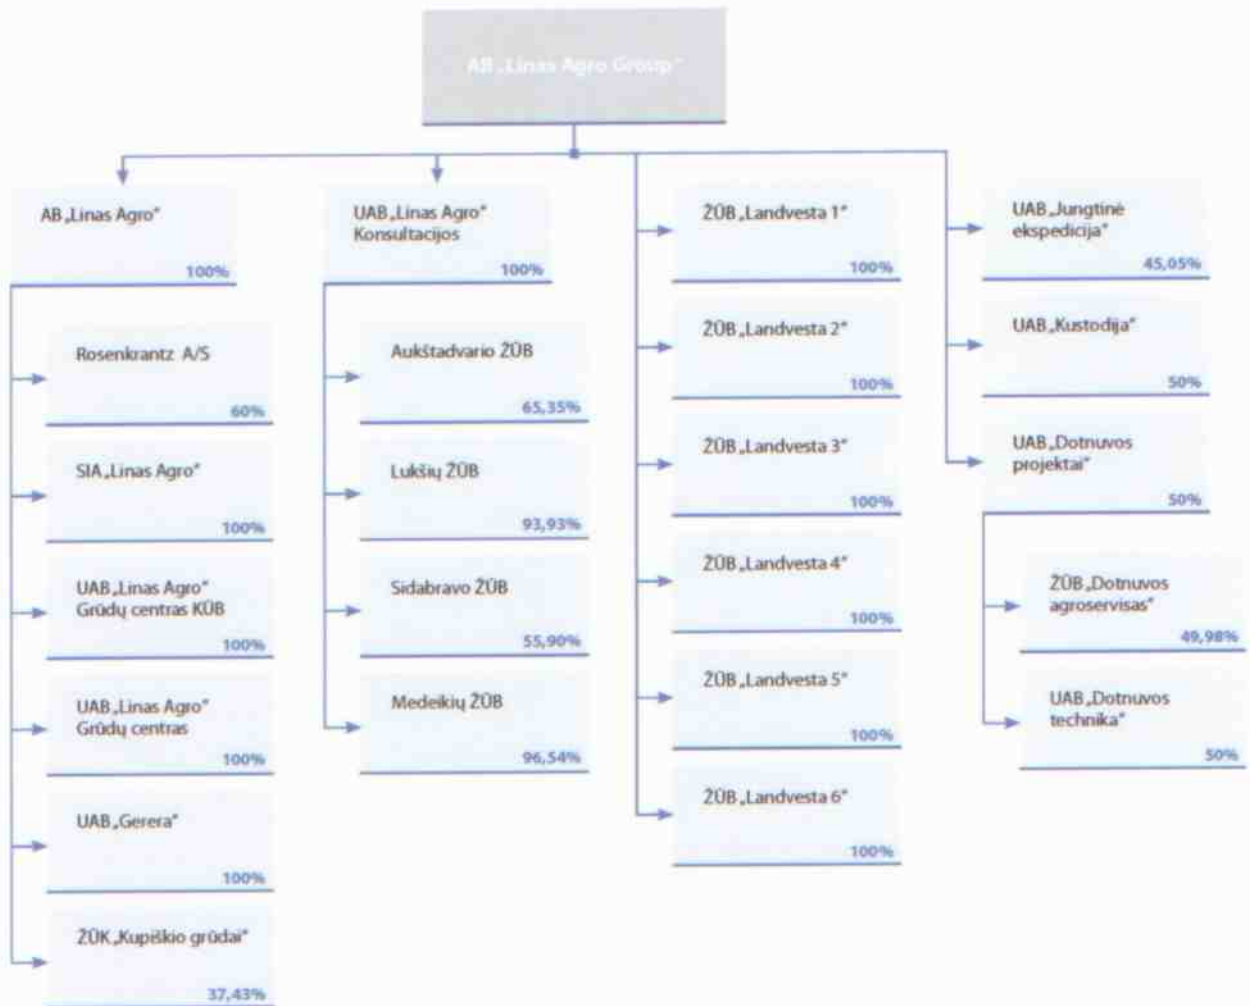 AB „Linas Agro Group“
AB „Linas Agro“
100%
Rosenkrantz A/S
60%
SIA „Linas Agro“
100%
UAB „Linas Agro“
Grūdų centras KŪB
100%
UAB „Linas Agro“
Grūdų centras
100%
UAB „Gerera“
100%
ŽŪK „Kupiškio grūdai“
37,43%
UAB „Linas Agro“
Konsultacijos
100%
Aukštadvario ŽŪB
65,35%
Lukšių ŽŪB
93,93%
Sidabravo ŽŪB
55,90%
Medeikių ŽŪB
96,54%
ŽŪB „Landvesta 1“
100%
ŽŪB „Landvesta 2“
100%
ŽŪB „Landvesta 3“
100%
ŽŪB „Landvesta 4“
100%
ŽŪB „Landvesta 5“
100%
ŽŪB „Landvesta 6“
100%
UAB „Jungtinė
ekspedicija“
45,05%
UAB „Kustodija“
50%
UAB „Dotnuvos
projektai“
50%
ŽŪB „Dotnuvos
agroservisas“
49,98%
UAB „Dotnuvos
technika“
50%